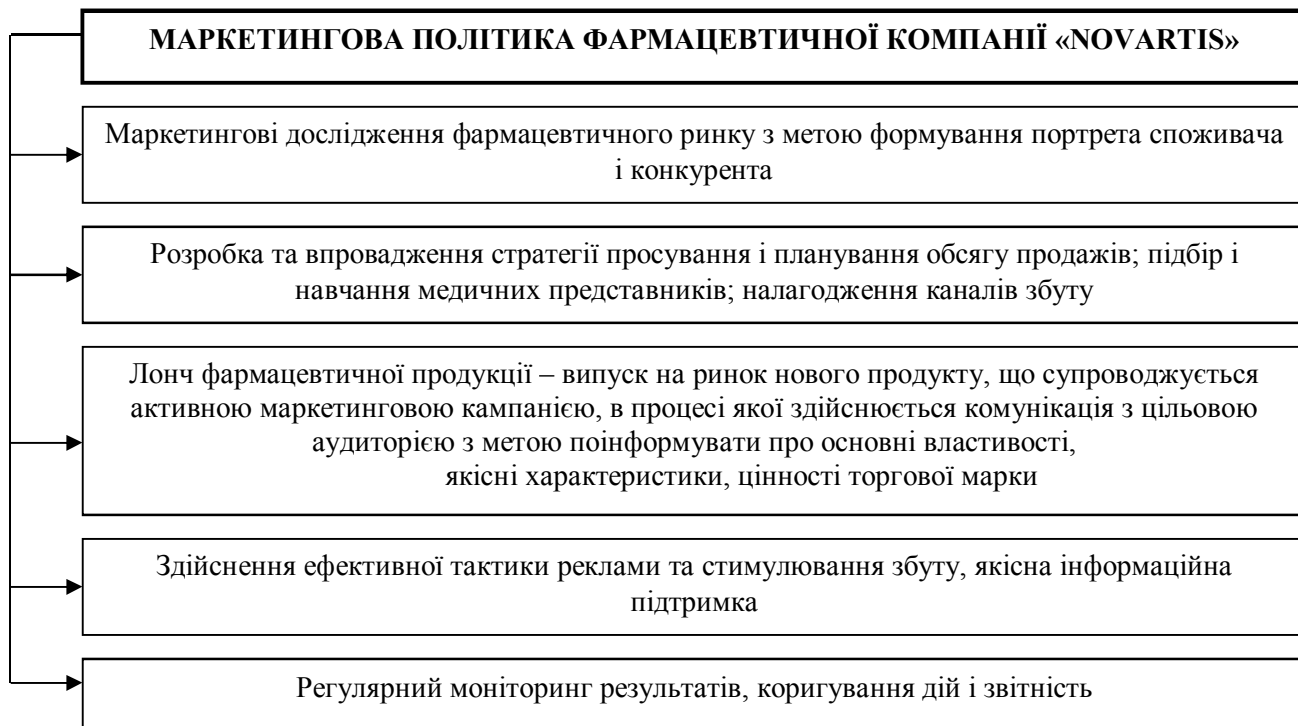 МАРКЕТИНГОВА ПОЛІТИКА ФАРМАЦЕВТИЧНОЇ КОМПАНІЇ «NOVARTIS»
Маркетингові дослідження фармацевтичного ринку з метою формування портрета споживача
і конкурента
Розробка та впровадження стратегії просування і планування обсягу продажів; підбір і
навчання медичних представників; налагодження каналів збуту
Лонч фармацевтичної продукції – випуск на ринок нового продукту, що супроводжується
активною маркетинговою кампанією, в процесі якої здійснюється комунікація з цільовою
аудиторією з метою поінформувати про основні властивості,
якісні характеристики, цінності торгової марки
Здійснення ефективної тактики реклами та стимулювання збуту, якісна інформаційна
підтримка
Регулярний моніторинг результатів, коригування дій і звітність